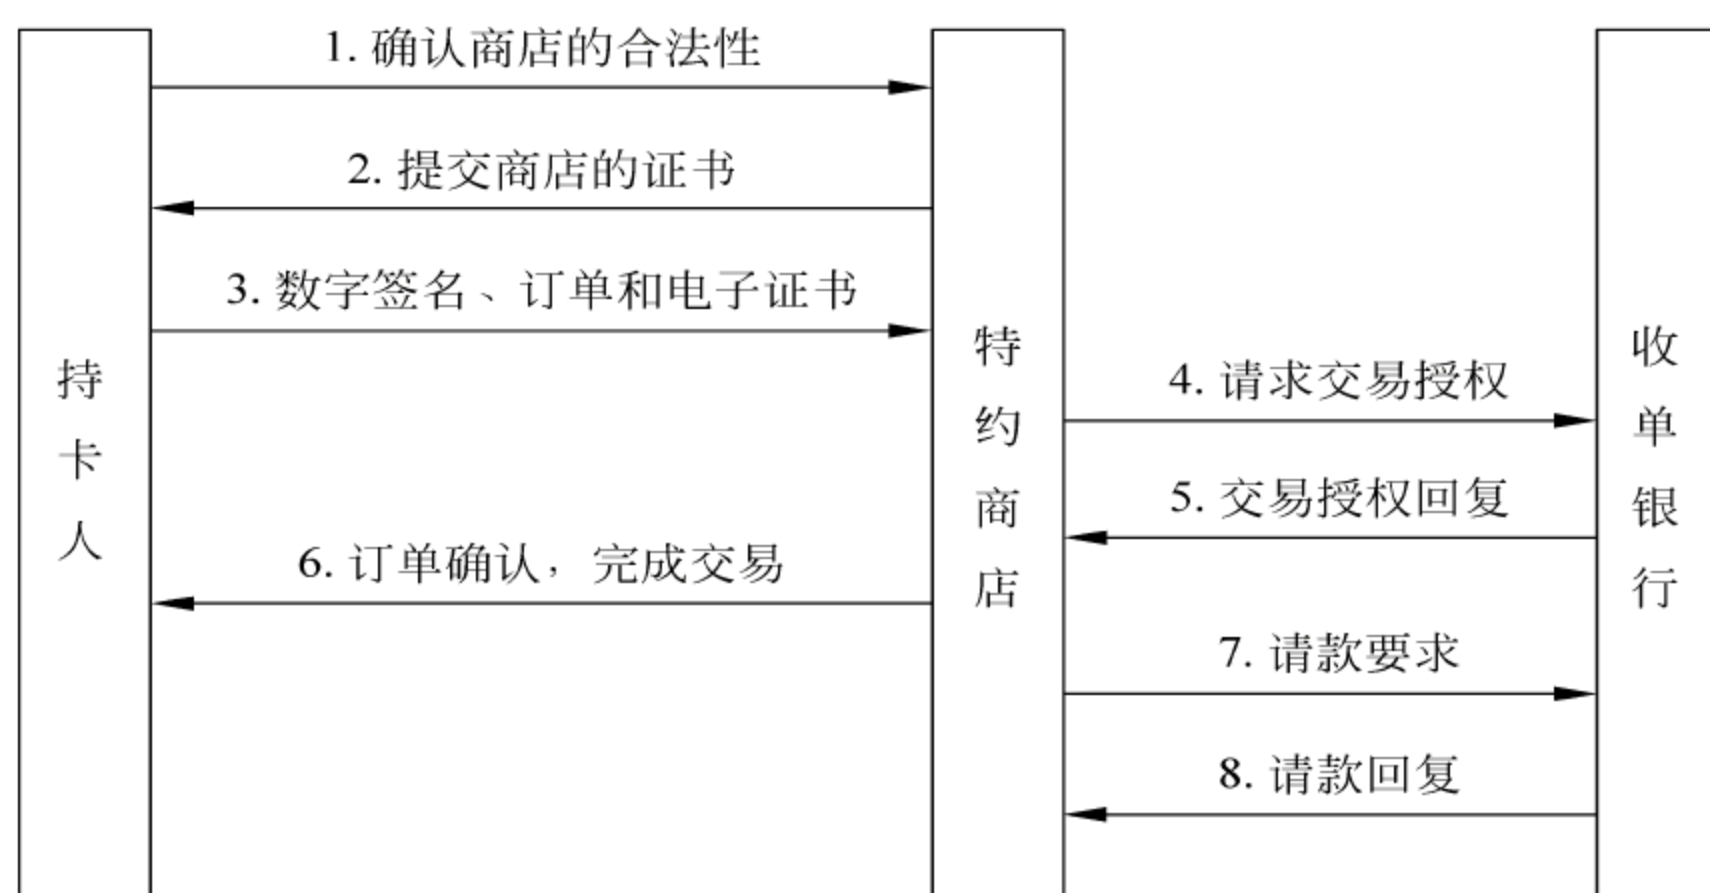 1. 确认商店的合法性
2. 提交商店的证书
3. 数字签名、订单和电子证书
持卡人
特约商店
收单银行
4. 请求交易授权
5. 交易授权回复
6. 订单确认，完成交易
7. 请款要求
8. 请款回复